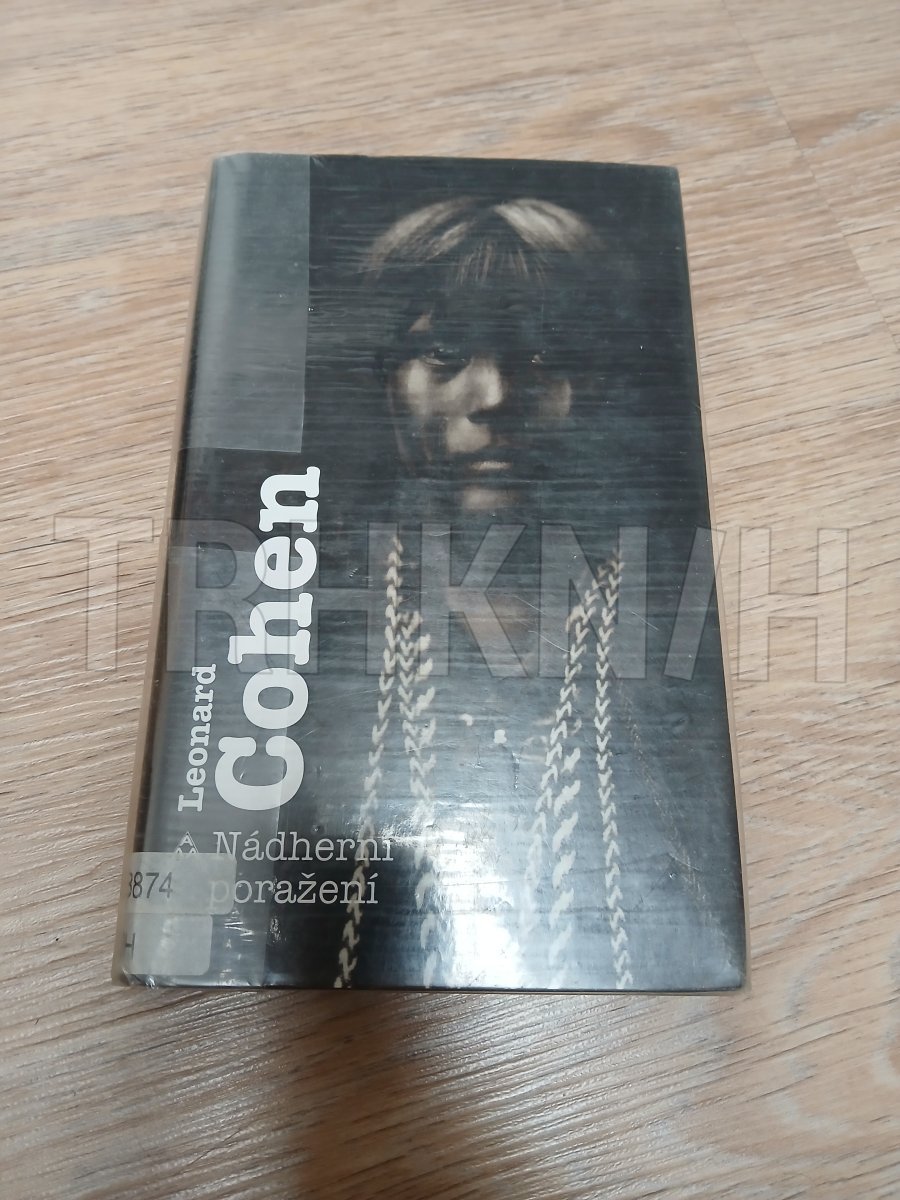 Leonard
Cohen
Nádherní
poražení
3874
H
TRHKNIH